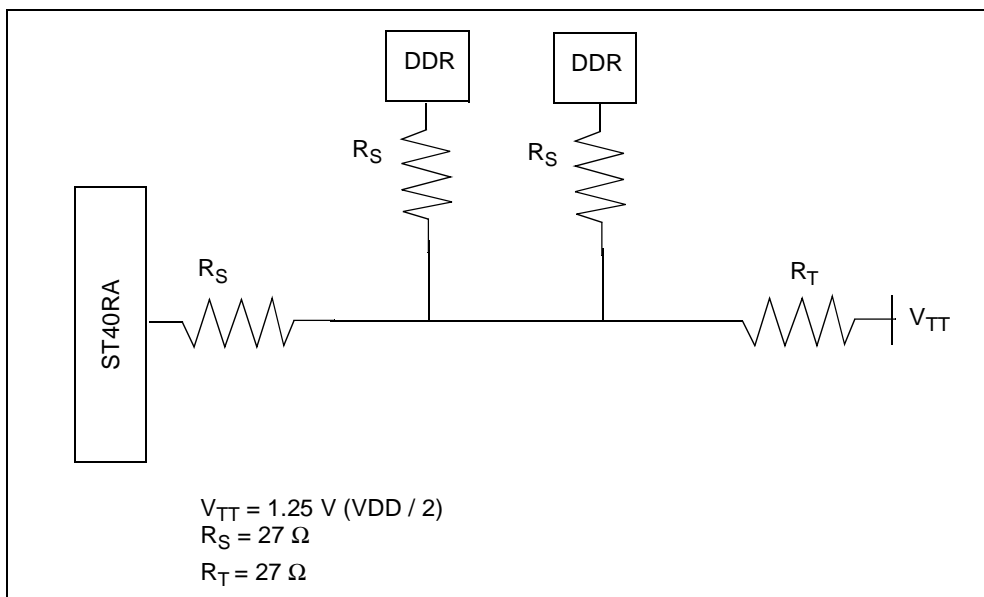 DDR
DDR
RS
RS
RS
RT
VTT
ST40RA
VTT = 1.25 V (VDD / 2)
RS = 27 Ω
RT = 27 Ω